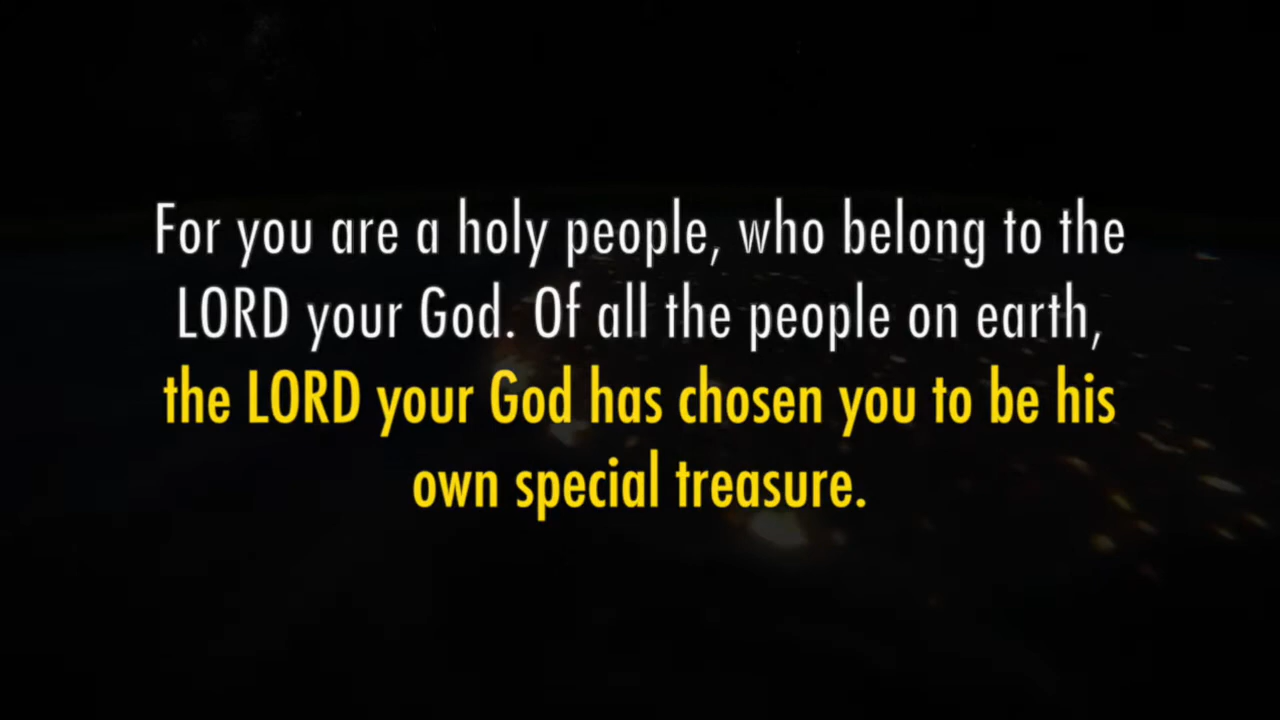 For you are a holy people, who belong to the
LORD your God. Of all the people on earth,
the LORD your God has chosen you to be his
own special treasure.